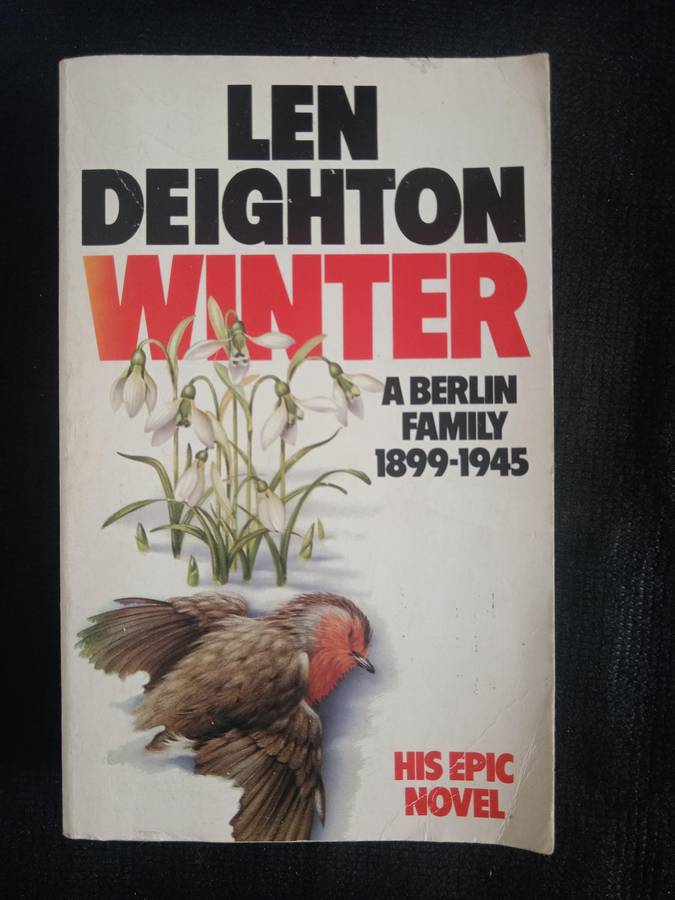 LEN
DEIGHTON
WINTER
A BERLIN
FAMILY
1899-1945
HIS EPIC
NOVEL